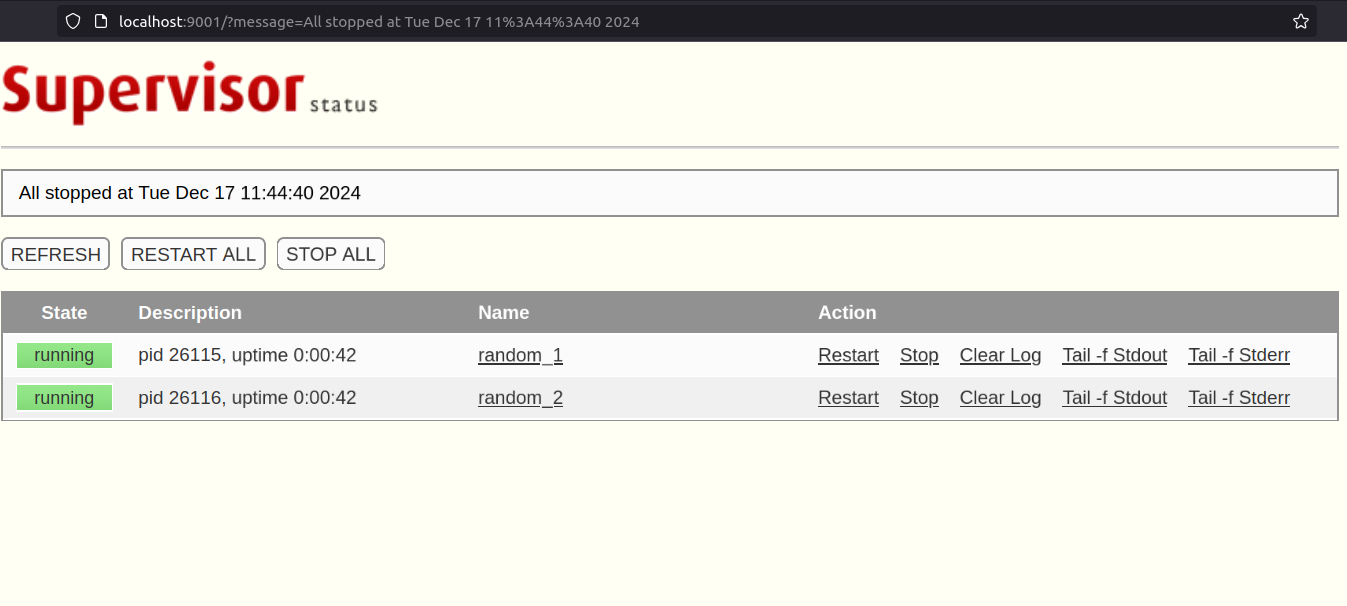 localhost:9001/?message=All stopped at Tue Dec 17 11%3A44%3A40 2024
Supervisor status
All stopped at Tue Dec 17 11:44:40 2024
REFRESH RESTART ALL STOP ALL
State Description Name Action
running pid 26115, uptime 0:00:42 random_1 Restart Stop Clear Log Tail -f Stdout Tail -f Stderr
running pid 26116, uptime 0:00:42 random_2 Restart Stop Clear Log Tail -f Stdout Tail -f Stderr